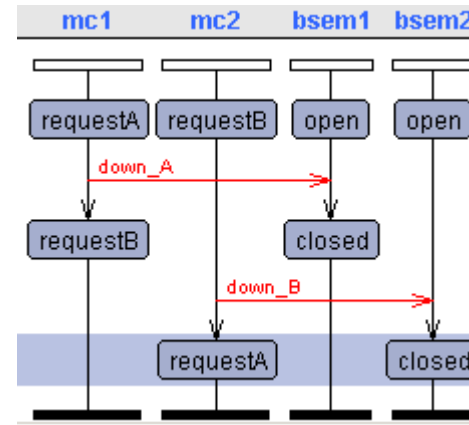 mc1 mc2 bsem1 bsem2
requestA requestB open open
down_A
requestB closed
down_B
requestA closed